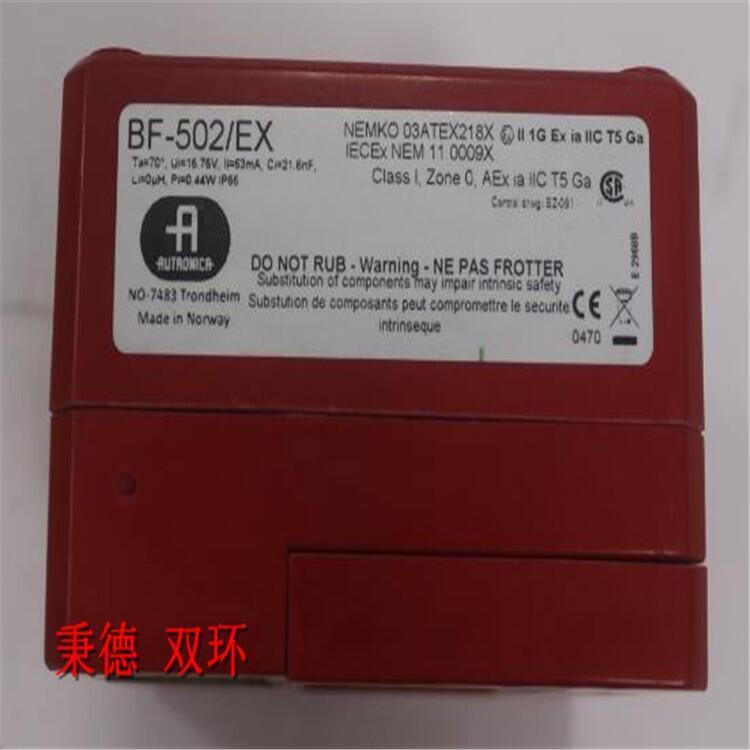 BF-502/EX
Ta=70°, Ui=16.76V, Ii=63mA, Ci=21.6nF,
Li=0µH, Pi=0.44W IP66
NEMKO 03ATEX218X Ex II 1G Ex ia IIC T5 Ga
IECEx NEM 11 0009X
Class I, Zone 0, AEx ia IIC T5 Ga
AUTRONICA
NO-7483 Trondheim
Made in Norway
DO NOT RUB - Warning - NE PAS FROTTER
Substitution of components may impair intrinsic safety
Substution de composants peut comprometttre le securite
intrinseque
CE
0470
秉德 双环